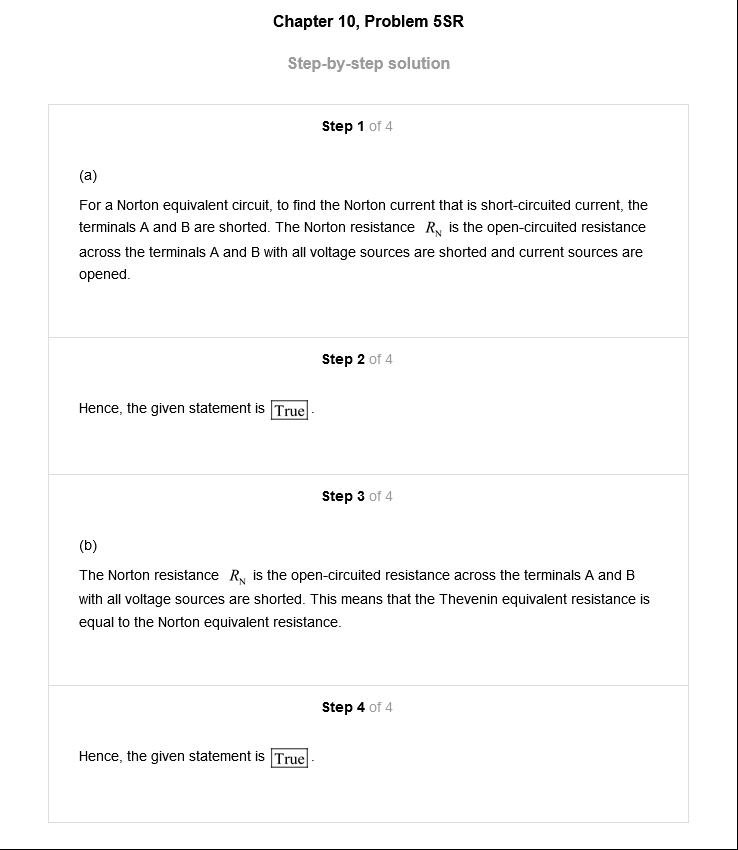 Chapter 10, Problem 5SR
Step-by-step solution
Step 1 of 4
(a)
For a Norton equivalent circuit, to find the Norton current that is short-circuited current, the
terminals A and B are shorted. The Norton resistance R_N is the open-circuited resistance
across the terminals A and B with all voltage sources are shorted and current sources are
opened.
Step 2 of 4
Hence, the given statement is True.
Step 3 of 4
(b)
The Norton resistance R_N is the open-circuited resistance across the terminals A and B
with all voltage sources are shorted. This means that the Thevenin equivalent resistance is
equal to the Norton equivalent resistance.
Step 4 of 4
Hence, the given statement is True.